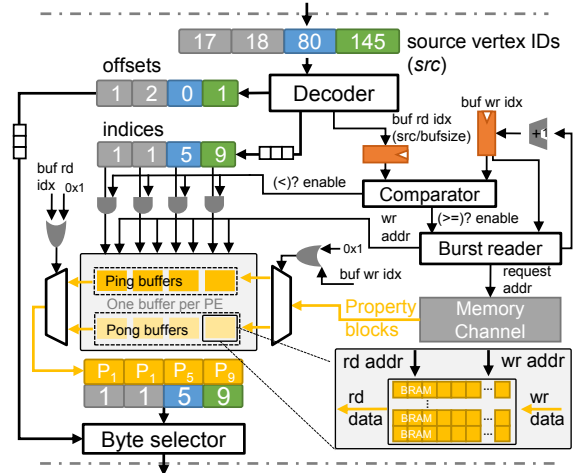 17 18 80 145
source vertex IDs
(src)
offsets
1 2 0 1
Decoder
buf rd idx
(src/bufsize)
buf wr idx
+1
indices
1 1 5 9
(<)? enable
Comparator
(>=)? enable
buf rd
idx
0x1
wr
addr
Burst reader
request
addr
0x1
buf wr idx
Ping buffers
One buffer per PE
Pong buffers
Property
blocks
Memory
Channel
P1 P1 P5 P9
1 1 5 9
Byte selector
rd addr
wr addr
BRAM ...
rd
data
BRAM ...
BRAM ...
wr
data